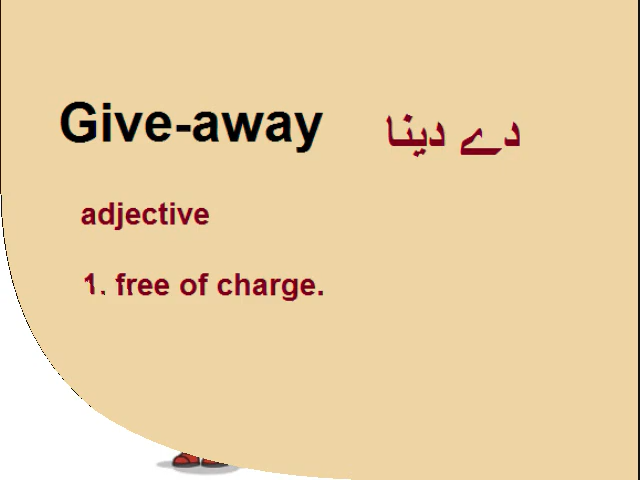 Give-away دے دینا
adjective
1. free of charge.